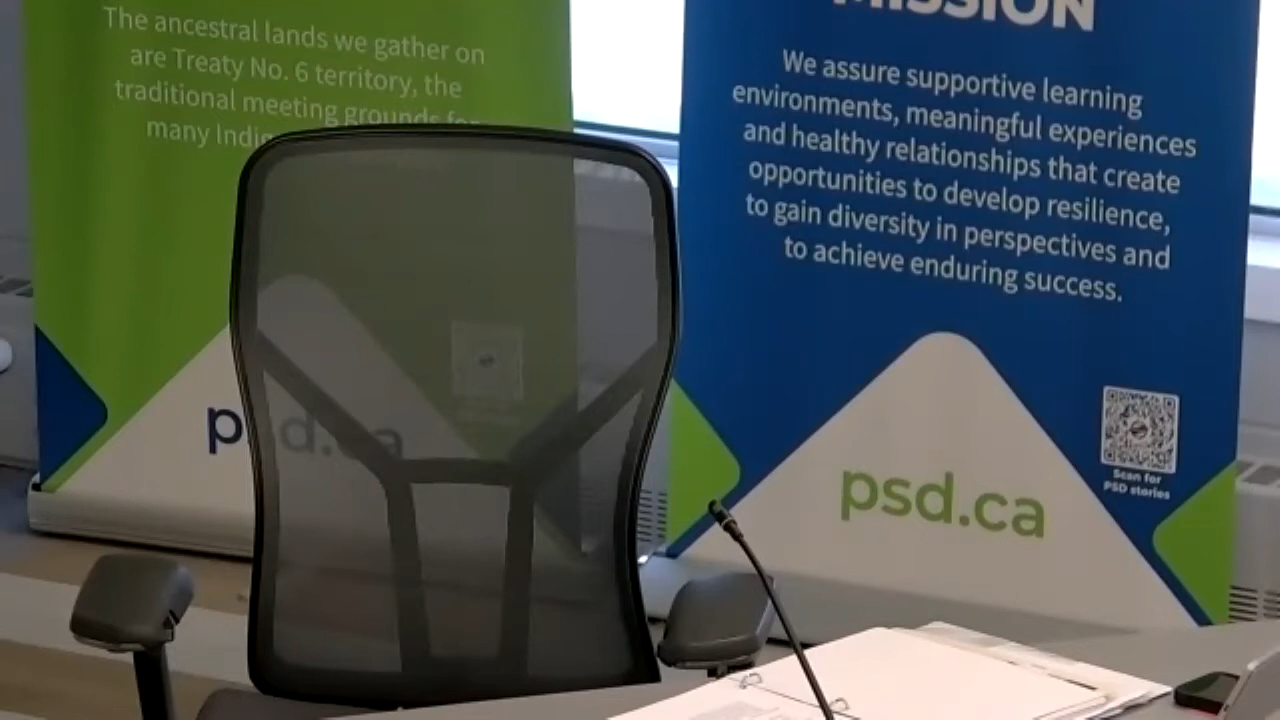 The ancestral lands we gather on
are Treaty No. 6 territory, the
traditional meeting grounds for
many
psd.ca
MISSION
We assure supportive learning
environments, meaningful experiences
and healthy relationships that create
opportunities to develop resilience,
to gain diversity in perspectives and
to achieve enduring success.
Scan for
PSD stories
psd.ca